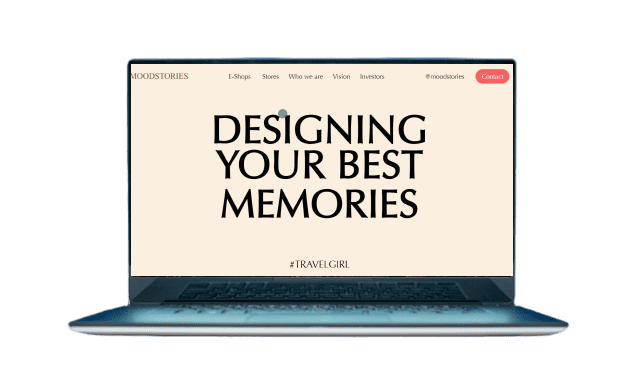 MOODSTORIES
E-Shops Stores Who we are Vision Investors
@moodstories
Contact
DESIGNING
YOUR BEST
MEMORIES
#TRAVELGIRL